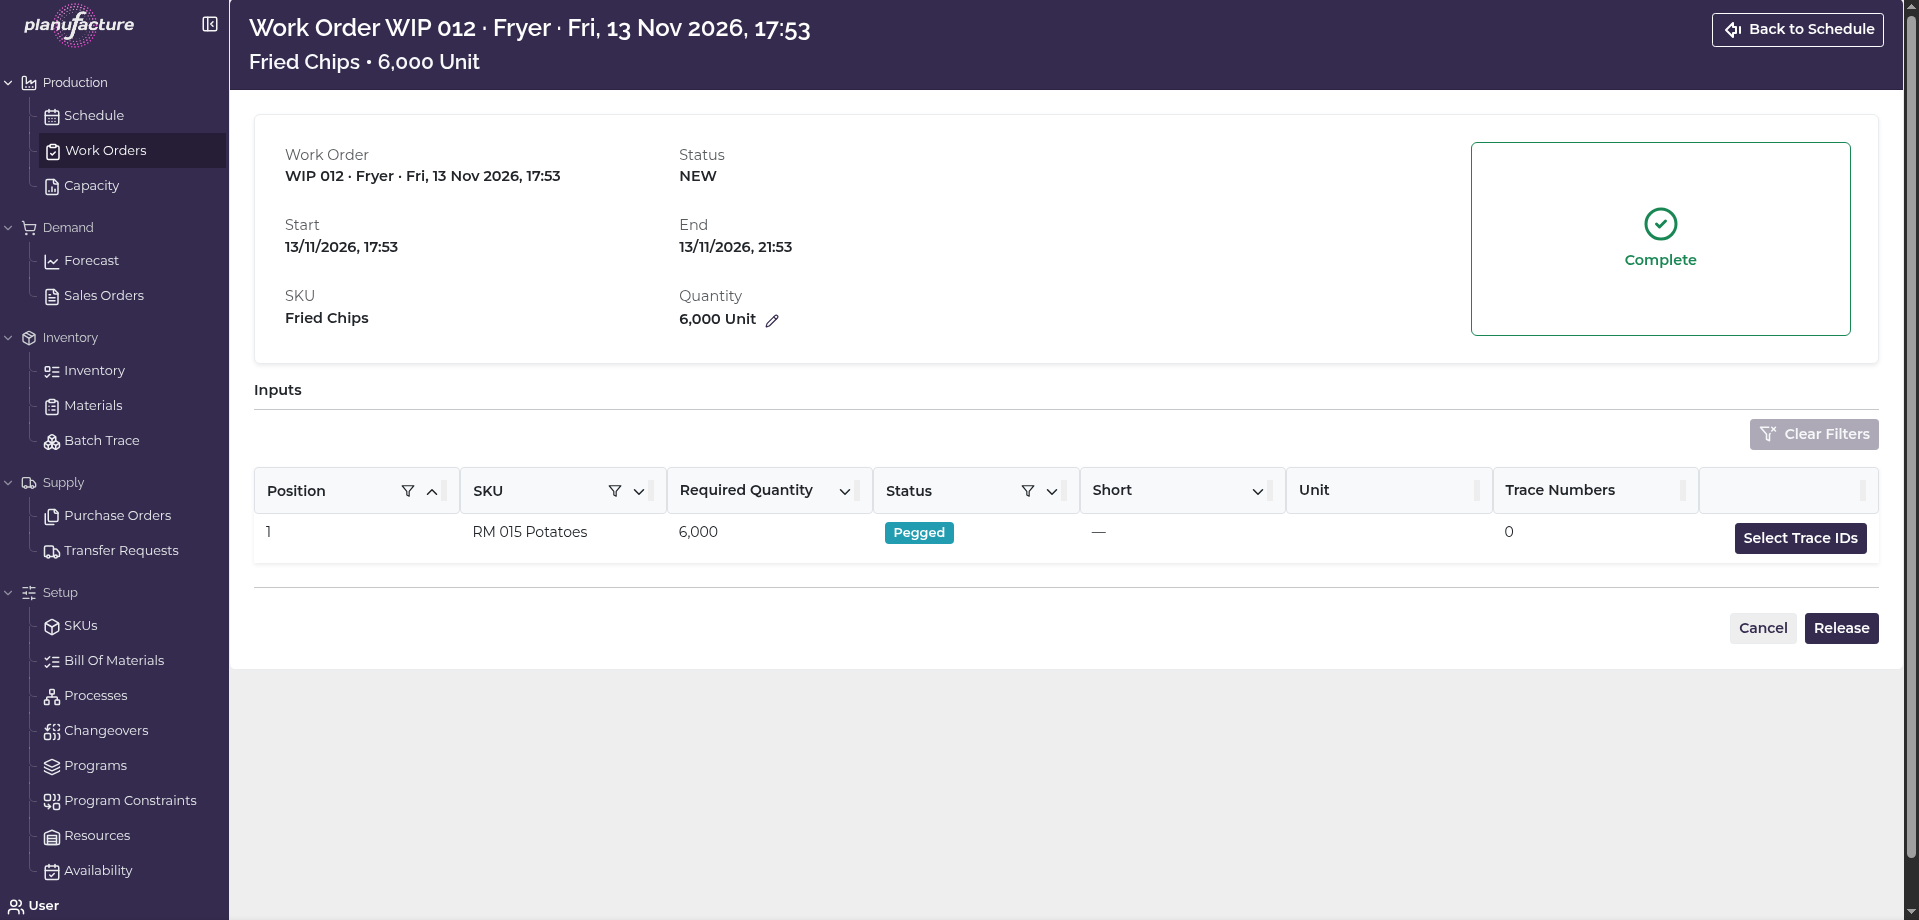 planufacture
Production
Schedule
Work Orders
Capacity
Demand
Forecast
Sales Orders
Inventory
Inventory
Materials
Batch Trace
Supply
Purchase Orders
Transfer Requests
Setup
SKUs
Bill Of Materials
Processes
Changeovers
Programs
Program Constraints
Resources
Availability
User
Work Order WIP 012 · Fryer · Fri, 13 Nov 2026, 17:53
Fried Chips • 6,000 Unit
Back to Schedule
Work Order
WIP 012 · Fryer · Fri, 13 Nov 2026, 17:53
Status
NEW
Start
13/11/2026, 17:53
End
13/11/2026, 21:53
SKU
Fried Chips
Quantity
6,000 Unit
Complete
Inputs
Clear Filters
Position SKU Required Quantity Status Short Unit Trace Numbers
1 RM 015 Potatoes 6,000 Pegged — 0 Select Trace IDs
Cancel Release